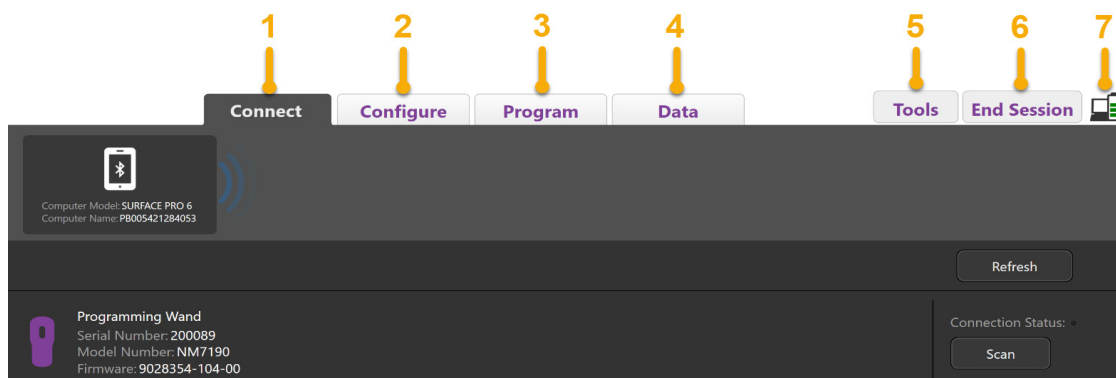 1 2 3 4 5 6 7
Connect Configure Program Data Tools End Session
Computer Model: SURFACE PRO 6
Computer Name: PB005421284053
Refresh
Programming Wand
Serial Number: 200089
Connection Status:
Model Number: NM7190
Scan
Firmware: 9028354-104-00